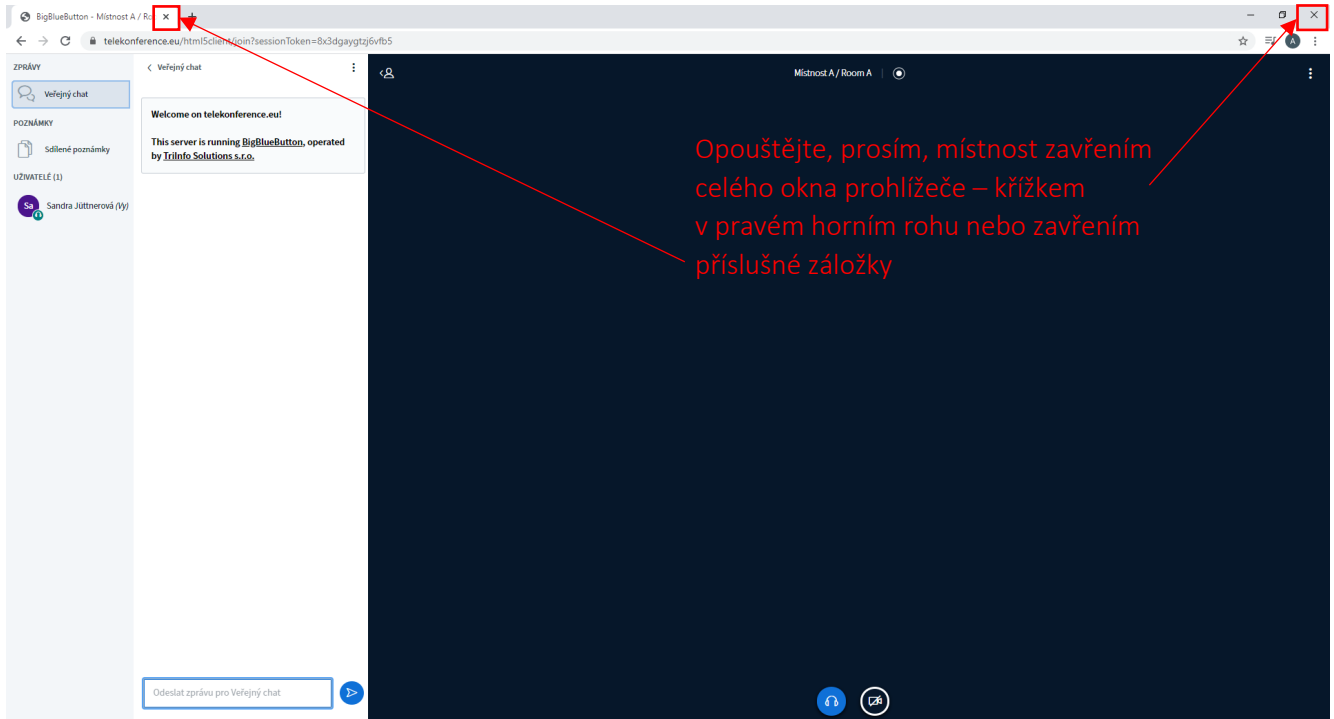 BigBlueButton - Místnost A / Ro
telekonference.eu/html5client/join?sessionToken=8x3dgaygtzj6vfb5
A
ZPRÁVY
Veřejný chat
POZNÁMKY
Sdílené poznámky
UŽIVATELÉ (1)
Sa
Sandra Jüttnerová (Vy)
Veřejný chat
Welcome on telekonference.eu!
This server is running BigBlueButton, operated
by TriInfo Solutions s.r.o.
Odeslat zprávu pro Veřejný chat
Místnost A / Room A
Opouštějte, prosím, místnost zavřením
celého okna prohlížeče – křížkem
v pravém horním rohu nebo zavřením
příslušné záložky